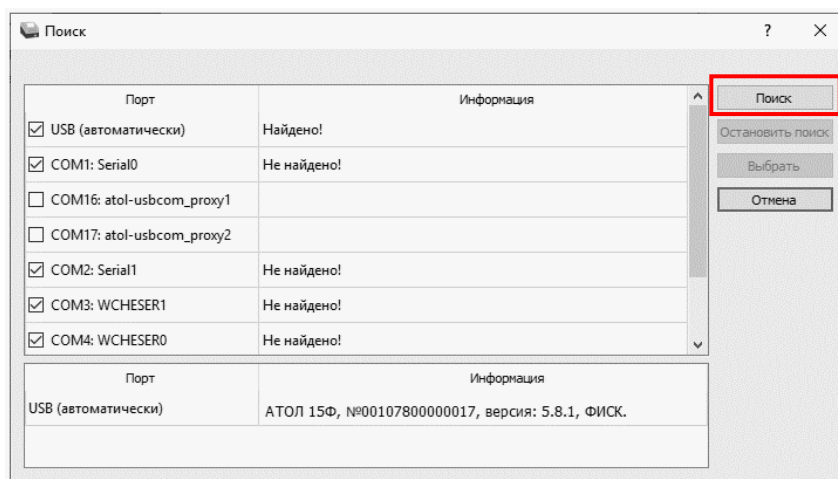 Поиск
Порт Информация
USB (автоматически) Найдено!
COM1: Serial0 Не найдено!
COM16: atol-usbcom_proxy1
COM17: atol-usbcom_proxy2
COM2: Serial1 Не найдено!
COM3: WCHESER1 Не найдено!
COM4: WCHESER0 Не найдено!
Порт Информация
USB (автоматически) АТОЛ 15Ф, №00107800000017, версия: 5.8.1, ФИСК.
Поиск
Остановить поиск
Выбрать
Отмена